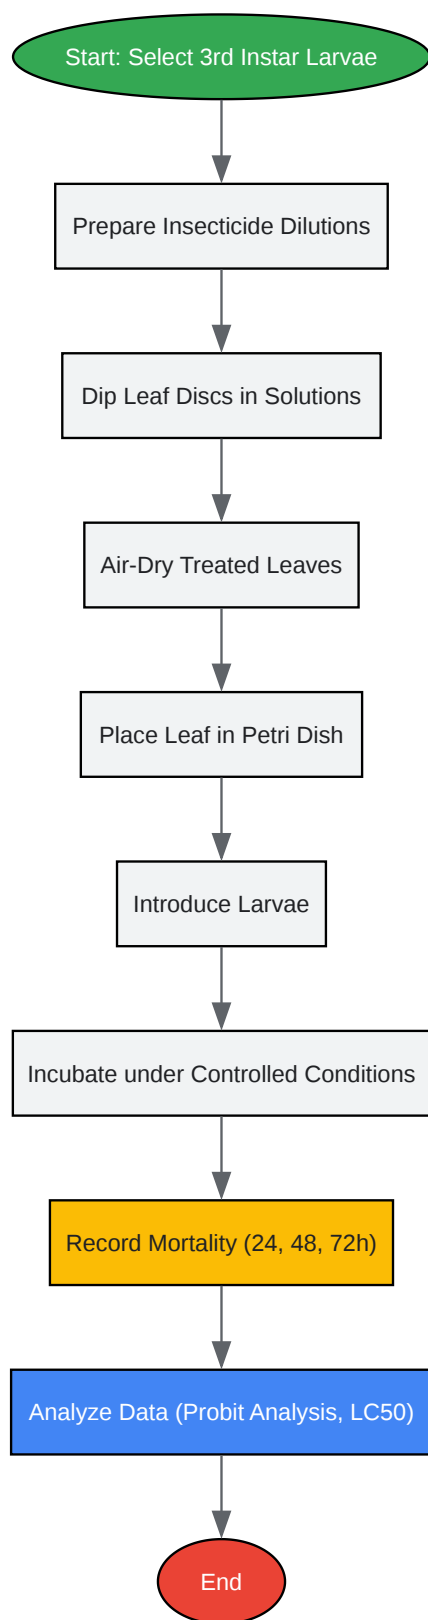 Start: Select 3rd Instar Larvae
Prepare Insecticide Dilutions
Dip Leaf Discs in Solutions
Air-Dry Treated Leaves
Place Leaf in Petri Dish
Introduce Larvae
Incubate under Controlled Conditions
Record Mortality (24, 48, 72h)
Analyze Data (Probit Analysis, LC50)
End